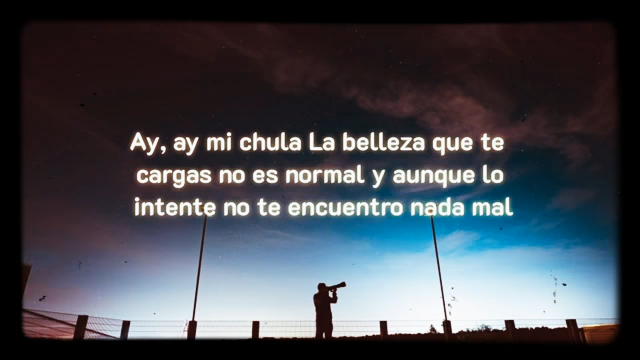 Ay, ay mi chula La belleza que te
cargas no es normal y aunque lo
intente no te encuentro nada mal